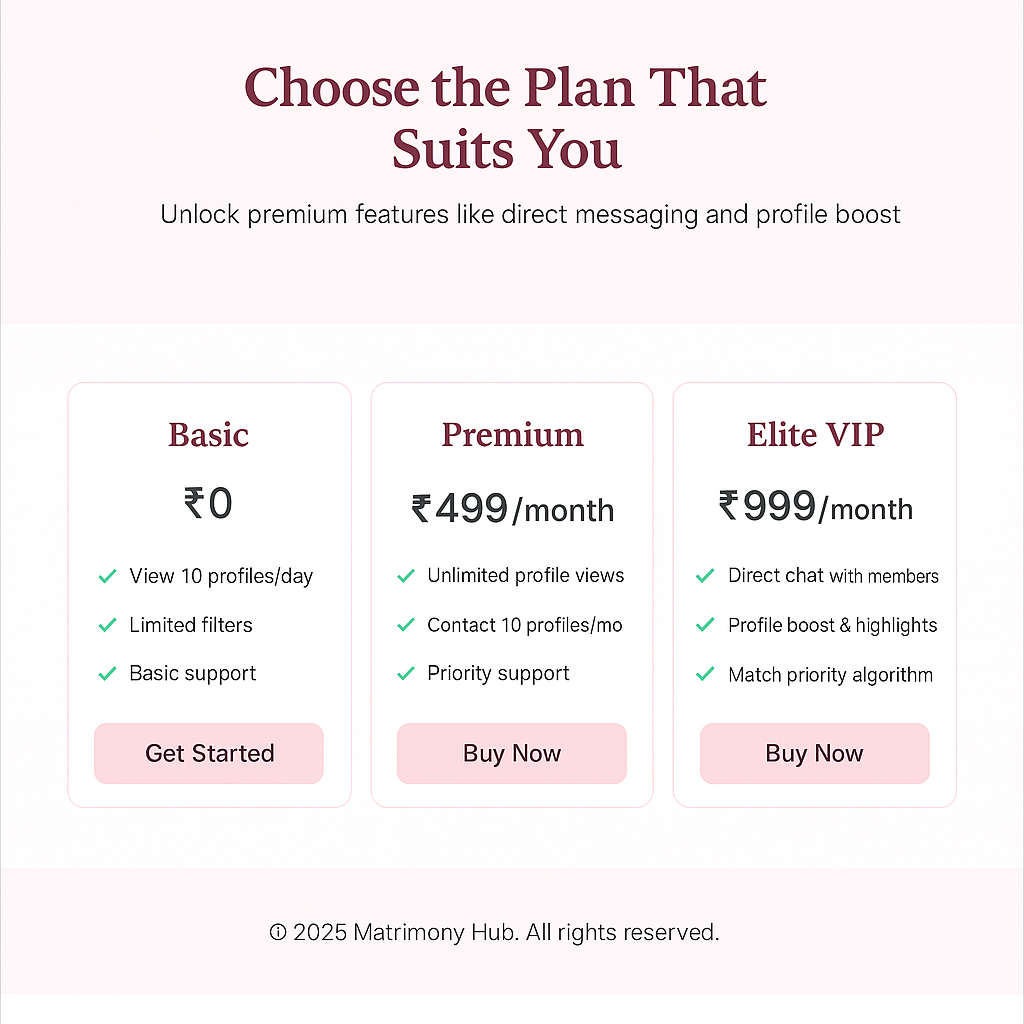 Choose the Plan That
Suits You
Unlock premium features like direct messaging and profile boost
Basic
₹0
View 10 profiles/day
Limited filters
Basic support
Get Started
Premium
₹499/month
Unlimited profile views
Contact 10 profiles/mo
Priority support
Buy Now
Elite VIP
₹999/month
Direct chat with members
Profile boost & highlights
Match priority algorithm
Buy Now
ⓘ 2025 Matrimony Hub. All rights reserved.